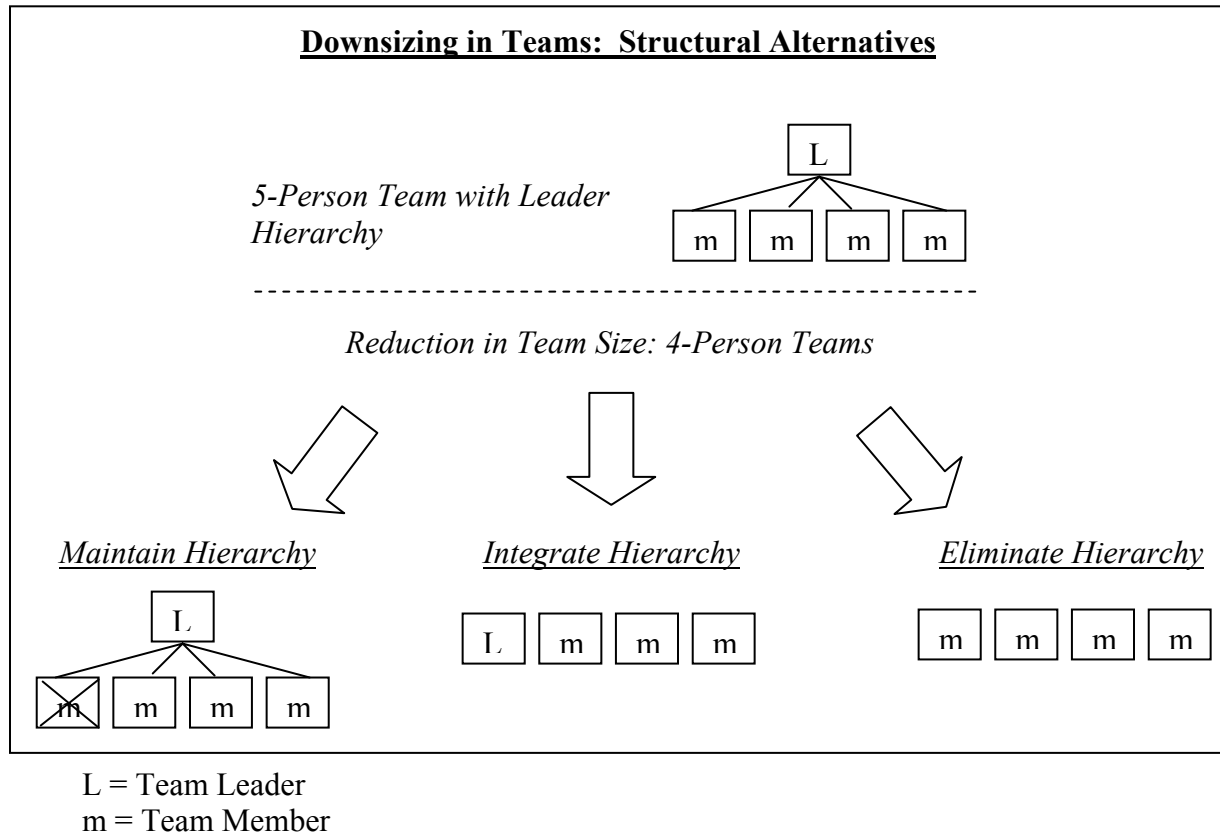 Downsizing in Teams: Structural Alternatives
L
5-Person Team with Leader
Hierarchy
m m m m
Reduction in Team Size: 4-Person Teams
Maintain Hierarchy Integrate Hierarchy Eliminate Hierarchy
L
L m m m m m m m
m m m m
L = Team Leader
m = Team Member